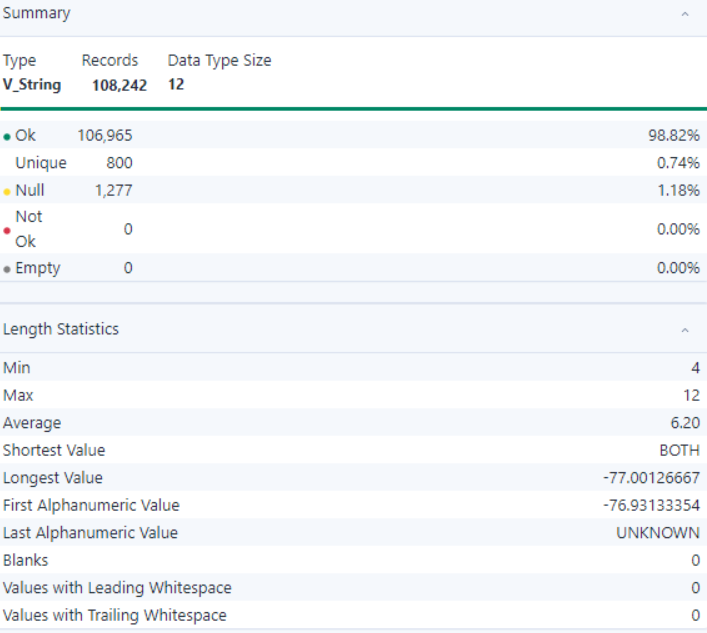 Summary
Type Records Data Type Size
V_String 108,242 12
Ok 106,965 98.82%
Unique 800 0.74%
Null 1,277 1.18%
Not
Ok 0 0.00%
Empty 0 0.00%
Length Statistics
Min 4
Max 12
Average 6.20
Shortest Value BOTH
Longest Value -77.00126667
First Alphanumeric Value -76.93133354
Last Alphanumeric Value UNKNOWN
Blanks 0
Values with Leading Whitespace 0
Values with Trailing Whitespace 0